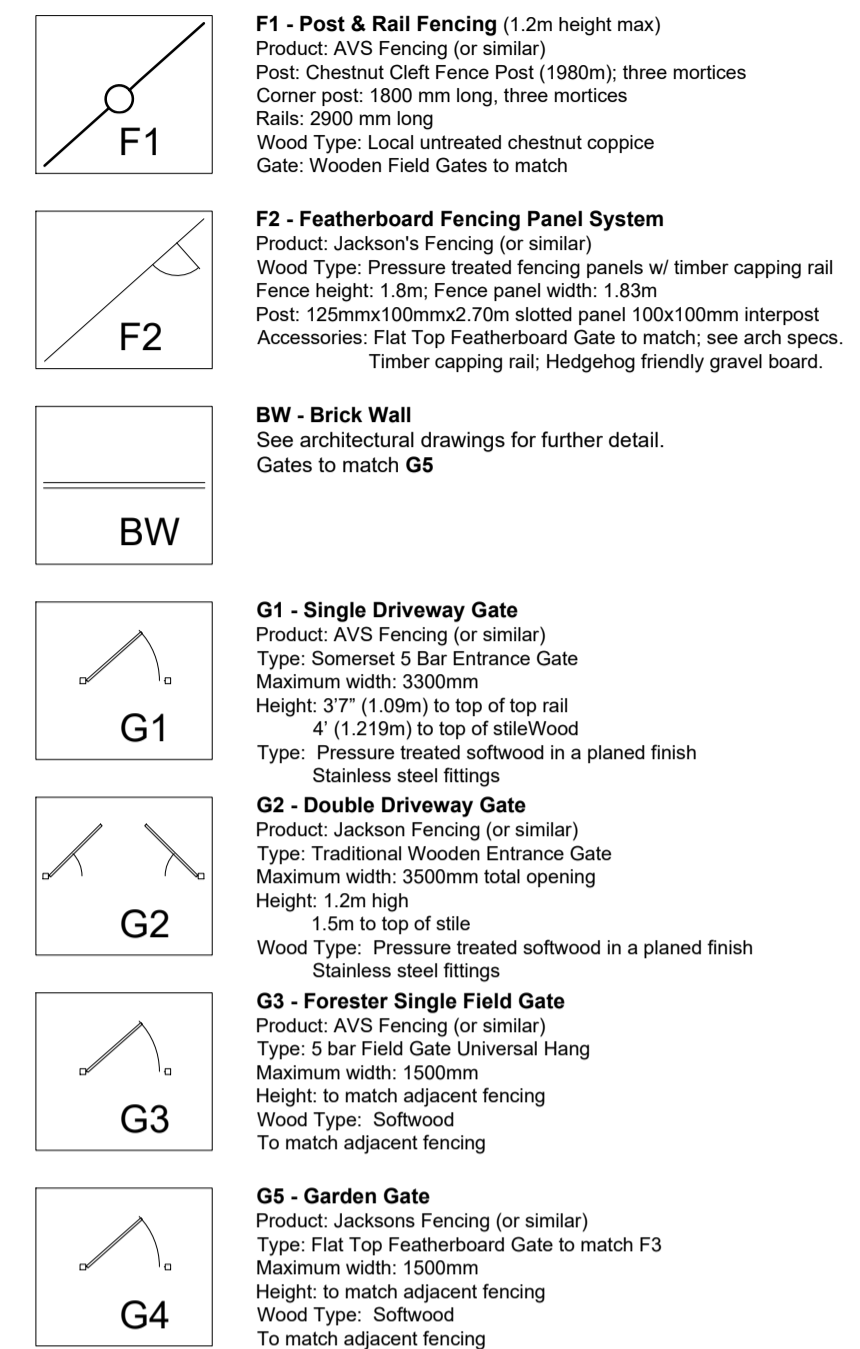 F1
F1 - Post & Rail Fencing (1.2m height max)
Product: AVS Fencing (or similar)
Post: Chestnut Cleft Fence Post (1980m); three mortices
Corner post: 1800 mm long, three mortices
Rails: 2900 mm long
Wood Type: Local untreated chestnut coppice
Gate: Wooden Field Gates to match
F2
F2 - Featherboard Fencing Panel System
Product: Jackson's Fencing (or similar)
Wood Type: Pressure treated fencing panels w/ timber capping rail
Fence height: 1.8m; Fence panel width: 1.83m
Post: 125mmx100mmx2.70m slotted panel 100x100mm interpost
Accessories: Flat Top Featherboard Gate to match; see arch specs.
Timber capping rail; Hedgehog friendly gravel board.
BW
BW - Brick Wall
See architectural drawings for further detail.
Gates to match G5
G1
G1 - Single Driveway Gate
Product: AVS Fencing (or similar)
Type: Somerset 5 Bar Entrance Gate
Maximum width: 3300mm
Height: 3’7” (1.09m) to top of top rail
4’ (1.219m) to top of stileWood
Type: Pressure treated softwood in a planed finish
Stainless steel fittings
G2
G2 - Double Driveway Gate
Product: Jackson Fencing (or similar)
Type: Traditional Wooden Entrance Gate
Maximum width: 3500mm total opening
Height: 1.2m high
1.5m to top of stile
Wood Type: Pressure treated softwood in a planed finish
Stainless steel fittings
G3
G3 - Forester Single Field Gate
Product: AVS Fencing (or similar)
Type: 5 bar Field Gate Universal Hang
Maximum width: 1500mm
Height: to match adjacent fencing
Wood Type: Softwood
To match adjacent fencing
G4
G5 - Garden Gate
Product: Jacksons Fencing (or similar)
Type: Flat Top Featherboard Gate to match F3
Maximum width: 1500mm
Height: to match adjacent fencing
Wood Type: Softwood
To match adjacent fencing